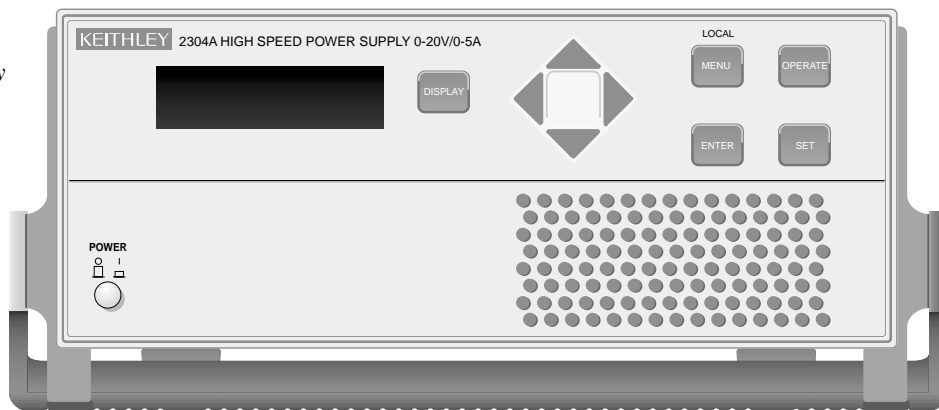 LOCAL
KEITHLEY 2304A HIGH SPEED POWER SUPPLY 0-20V/0-5A
MENU
OPERATE
DISPLAY
ENTER
SET
POWER
y